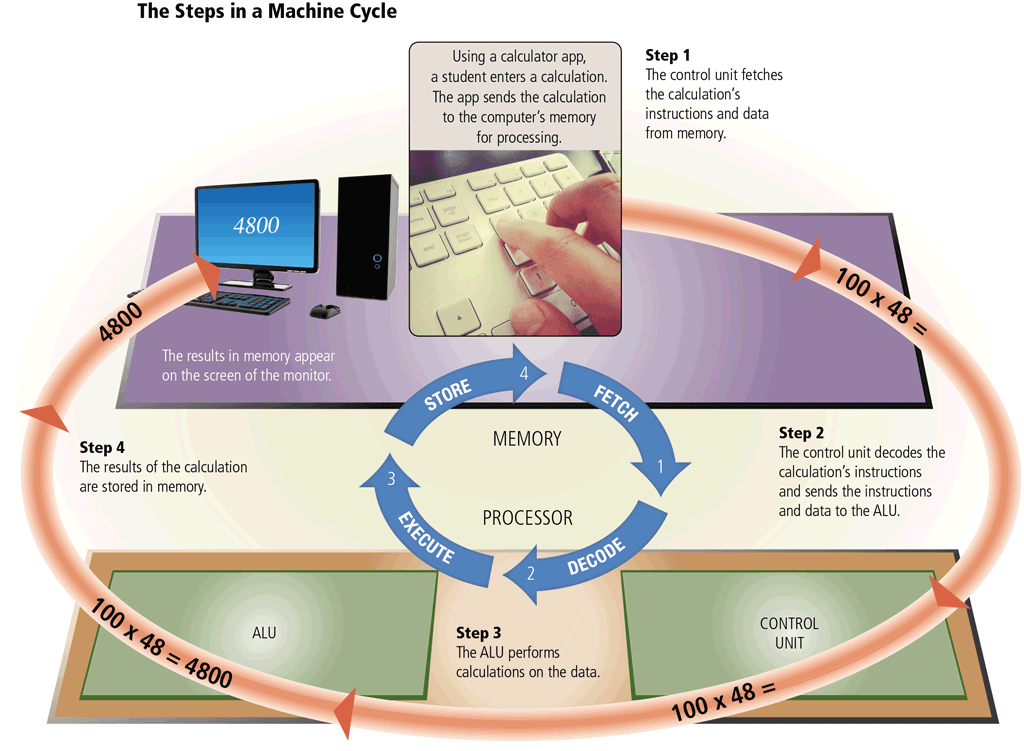 The Steps in a Machine Cycle
Using a calculator app,
a student enters a calculation.
The app sends the calculation
to the computer's memory
for processing.
Step 1
The control unit fetches
the calculation's
instructions and data
from memory.
4800
100 x 48 =
4800
The results in memory appear
on the screen of the monitor.
STORE
4
FETCH
MEMORY
Step 2
The control unit decodes the
calculation's instructions
and sends the instructions
and data to the ALU.
Step 4
The results of the calculation
are stored in memory.
1
3
PROCESSOR
EXECUTE
DECODE
2
ALU
CONTROL
UNIT
Step 3
The ALU performs
calculations on the data.
100 x 48 = 4800
100 x 48 =